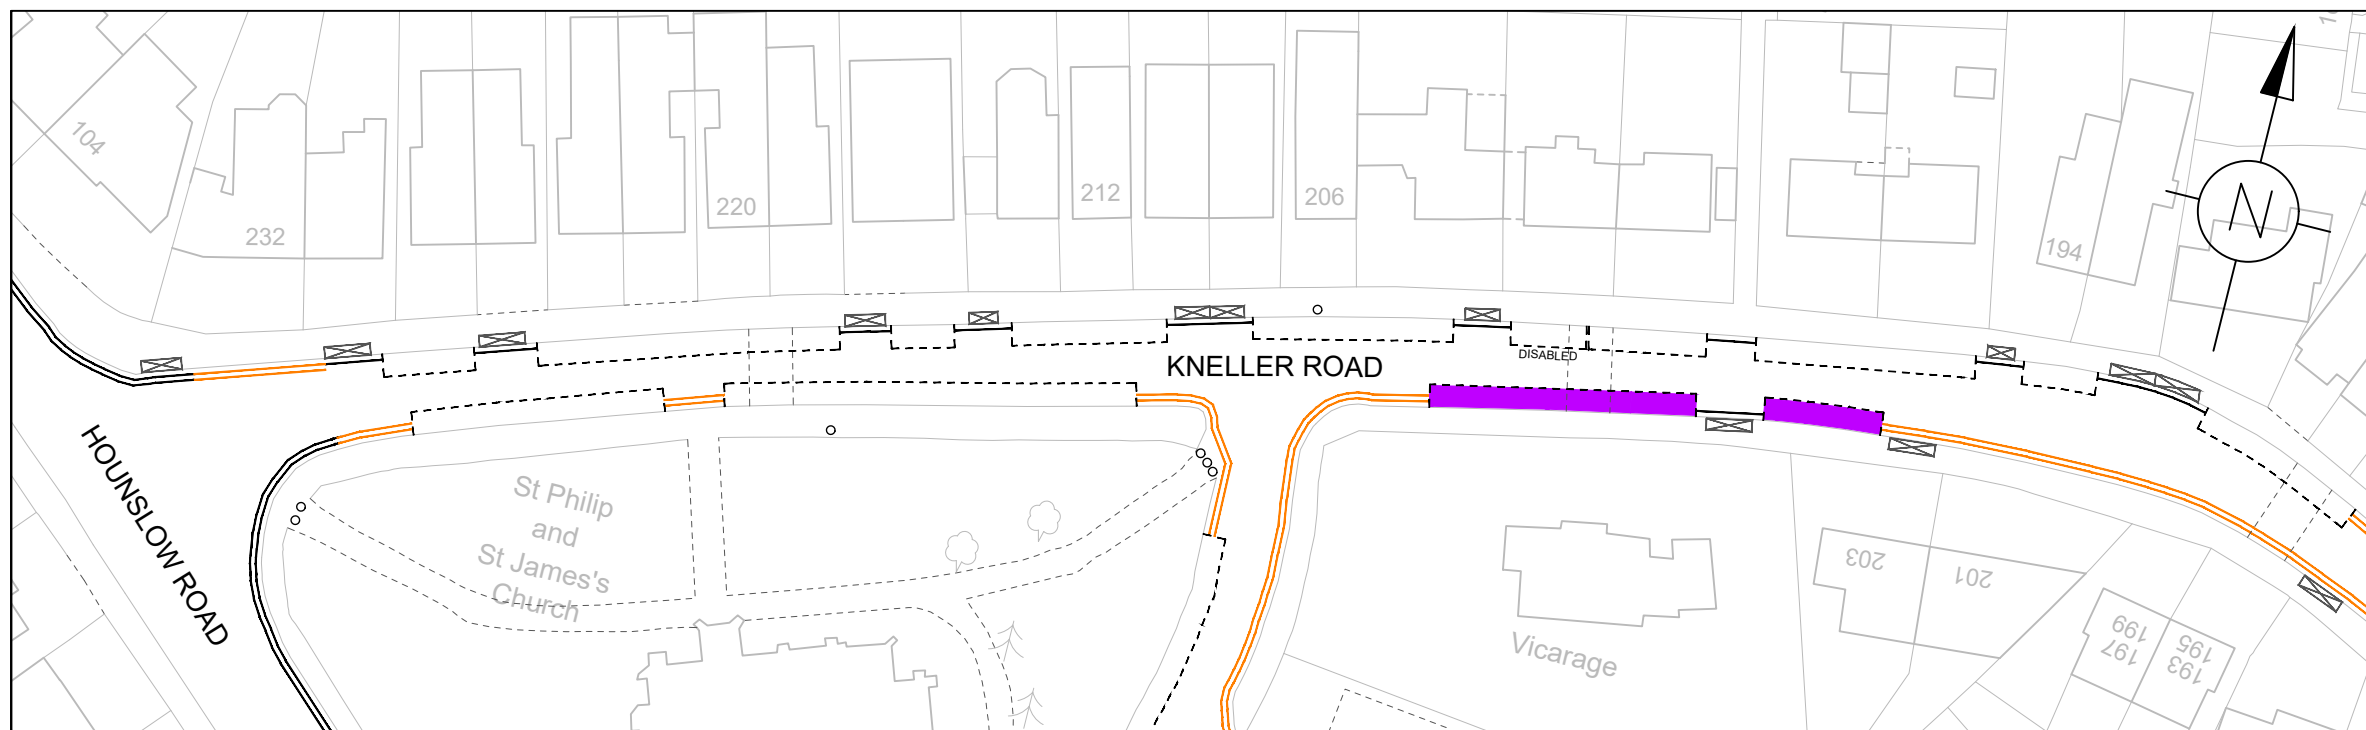 104
232
220
212
206
194
N
DISABLED
KNELLER ROAD
HOUNSLOW ROAD
St Philip
and
St James's
Church
Vicarage
203
201
199
197
195
193